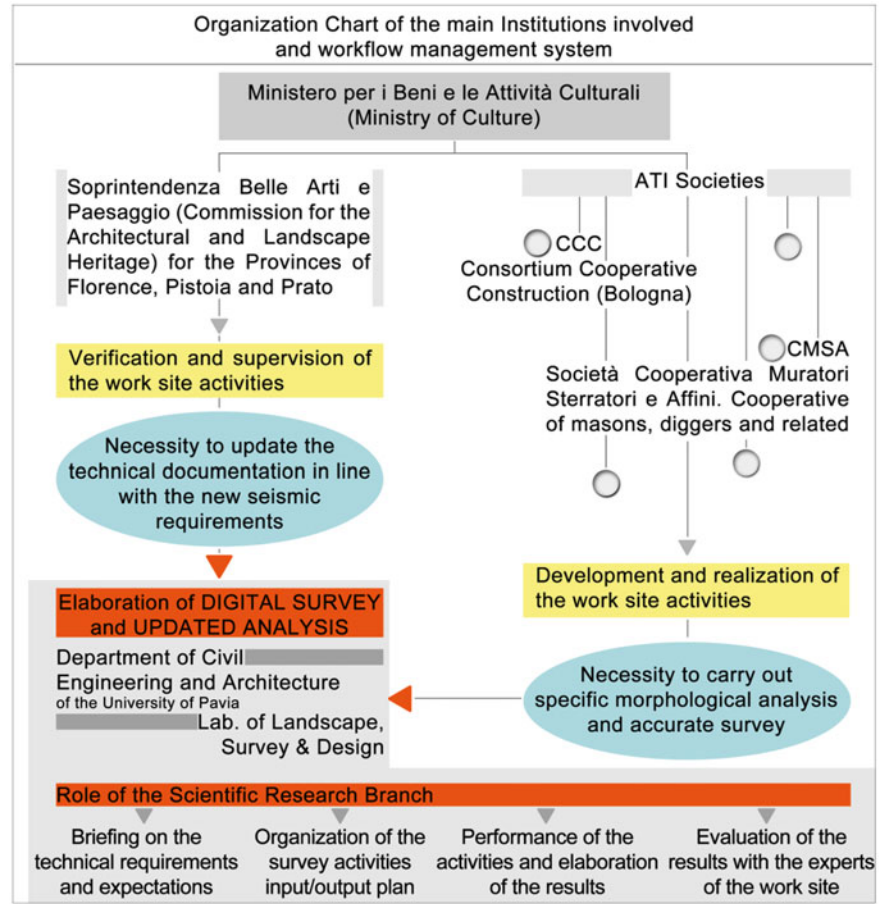 Organization Chart of the main Institutions involved
and workflow management system
Ministero per i Beni e le Attività Culturali
(Ministry of Culture)
Soprintendenza Belle Arti e
Paesaggio (Commission for the
Architectural and Landscape
Heritage) for the Provinces of
Florence, Pistoia and Prato
Verification and supervision of
the work site activities
Necessity to update the
technical documentation in line
with the new seismic
requirements
ATI Societies
CCC
Consortium Cooperative
Construction (Bologna)
CMSA
Società Cooperativa Muratori
Sterratori e Affini. Cooperative
of masons, diggers and related
Development and realization of
the work site activities
Necessity to carry out
specific morphological analysis
and accurate survey
Elaboration of DIGITAL SURVEY
and UPDATED ANALYSIS
Department of Civil
Engineering and Architecture
of the University of Pavia
Lab. of Landscape,
Survey & Design
Role of the Scientific Research Branch
Briefing on the
technical requirements
and expectations
Organization of the
survey activities
input/output plan
Performance of the
activities and elaboration
of the results
Evaluation of the
results with the experts
of the work site